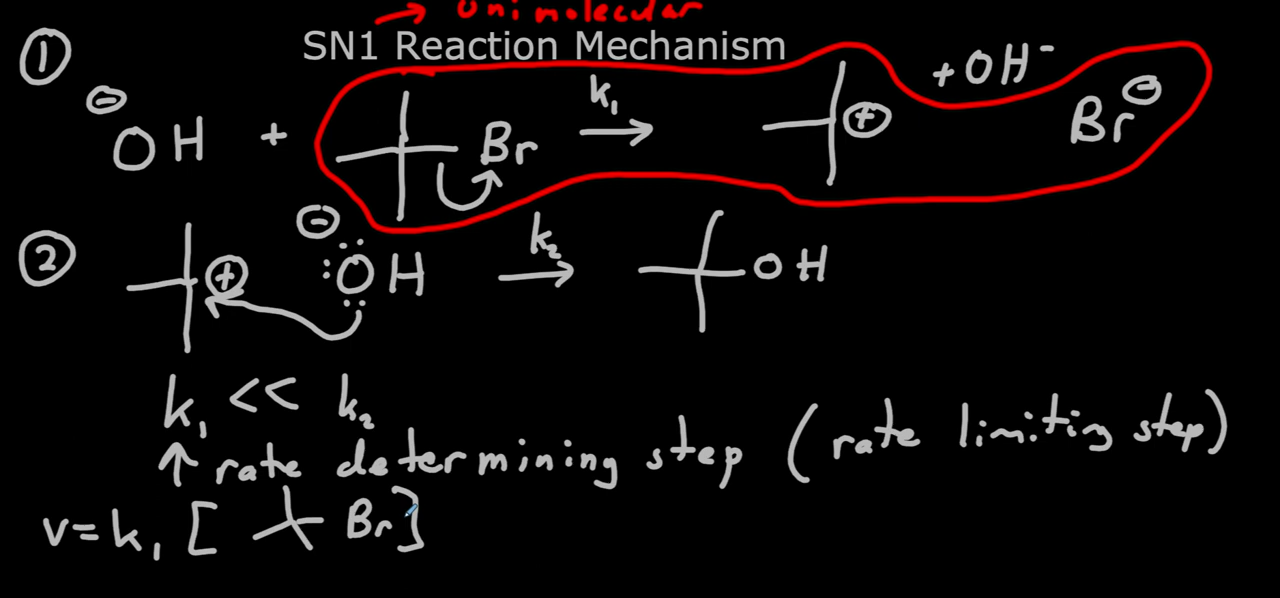 → Unimolecular
SN1 Reaction Mechanism
① ⊖OH + Br k₁ → ⊕ + OH⁻ Br⊖
② ⊕ ⊖:OH k₂ → OH
k₁ << k₂
↑ rate determining step (rate limitig step)
v = k₁ [ Br]